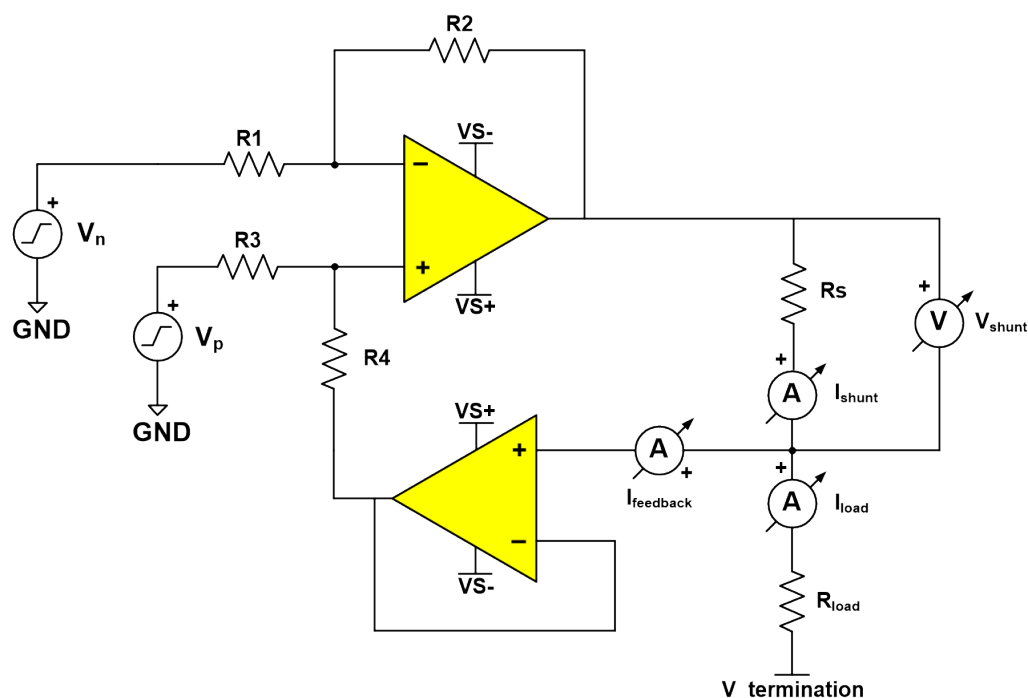 R2
VS-
R1
−
+
Vn
R3
+
VS+
GND
+
Vp
R4
GND
Rs
+
V
Vshunt
+
A
Ishunt
VS+
+
A
+
Ifeedback
+
A
Iload
−
VS-
Rload
V termination